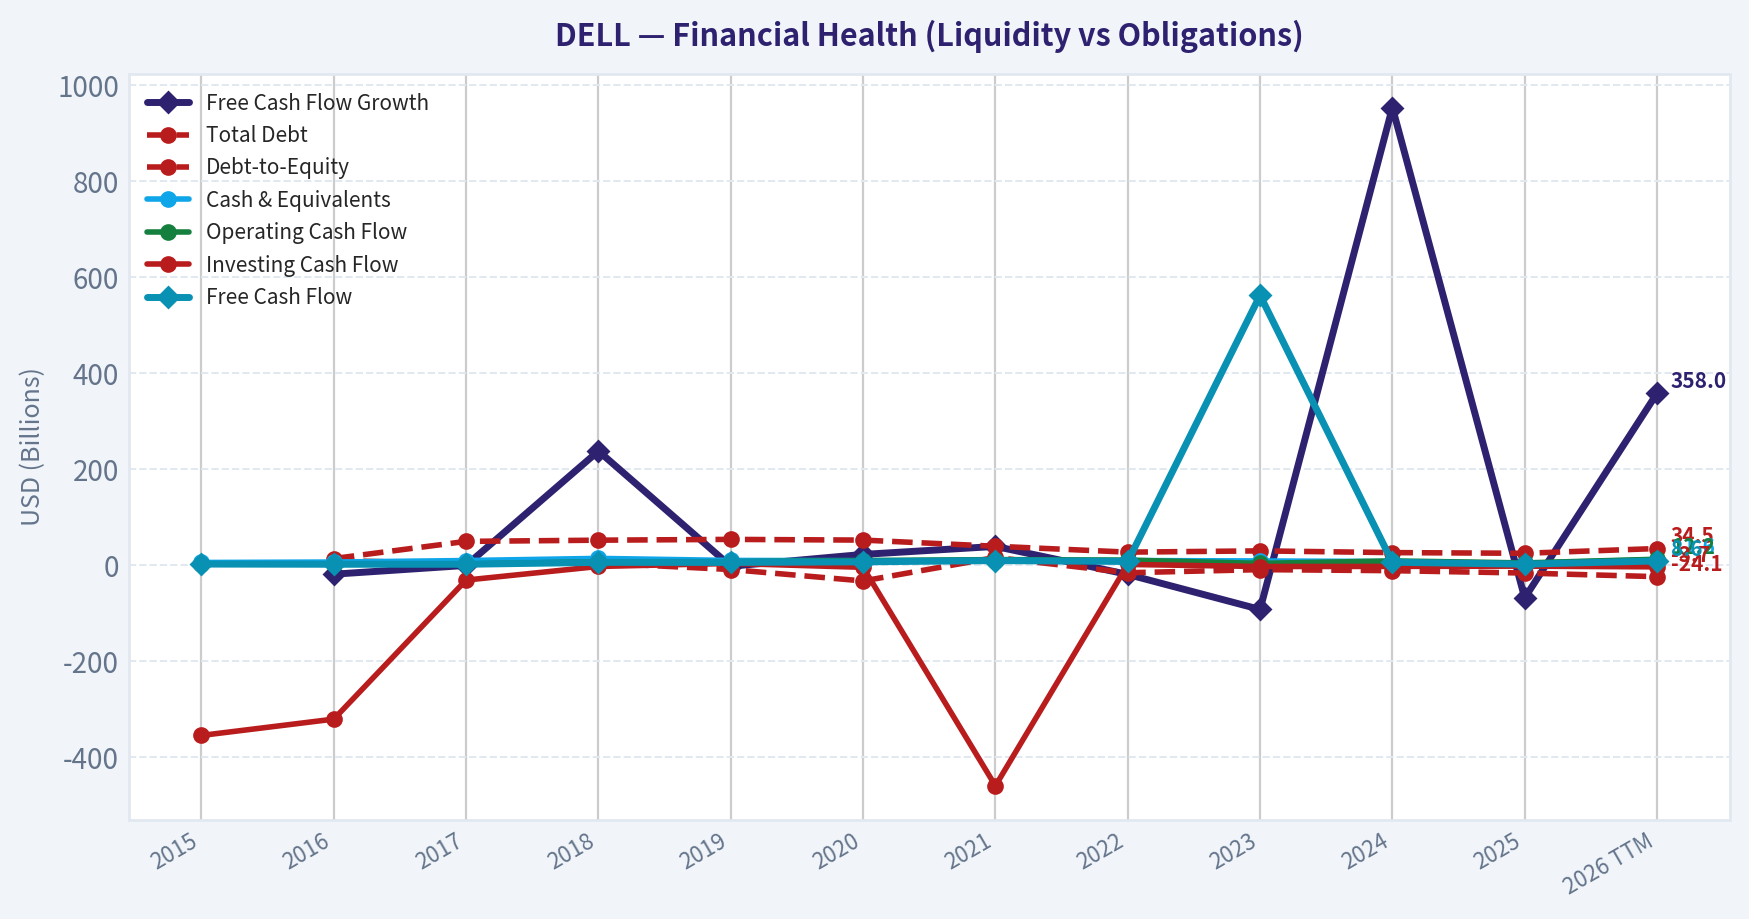 DELL — Financial Health (Liquidity vs Obligations)
1000
800
600
400
200
0
-200
-400
USD (Billions)
Free Cash Flow Growth
Total Debt
Debt-to-Equity
Cash & Equivalents
Operating Cash Flow
Investing Cash Flow
Free Cash Flow
358.0
34.5
-24.1
2015
2016
2017
2018
2019
2020
2021
2022
2023
2024
2025
2026 TTM